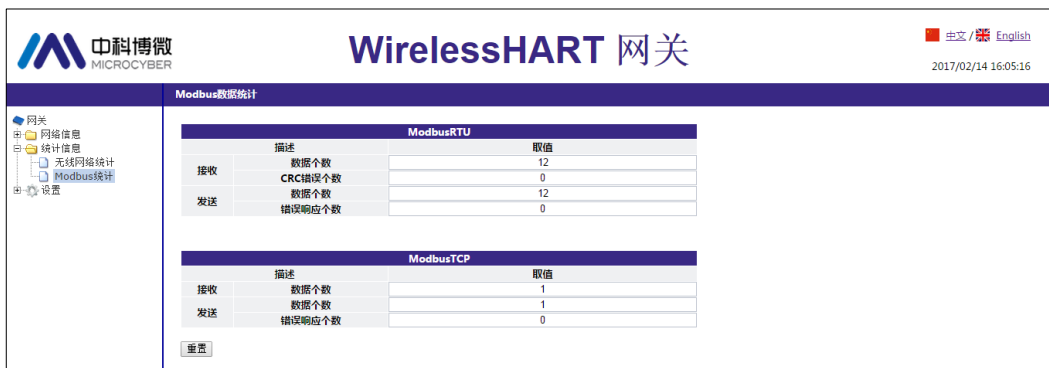 中科博微
MICROCYBER
WirelessHART 网关
中文 / English
2017/02/14 16:05:16
Modbus数据统计
网关
网络信息
统计信息
无线网络统计
Modbus统计
设置
ModbusRTU
描述 取值
接收 数据个数 12
CRC错误个数 0
发送 数据个数 12
错误响应个数 0
ModbusTCP
描述 取值
接收 数据个数 1
发送 数据个数 1
错误响应个数 0
重置